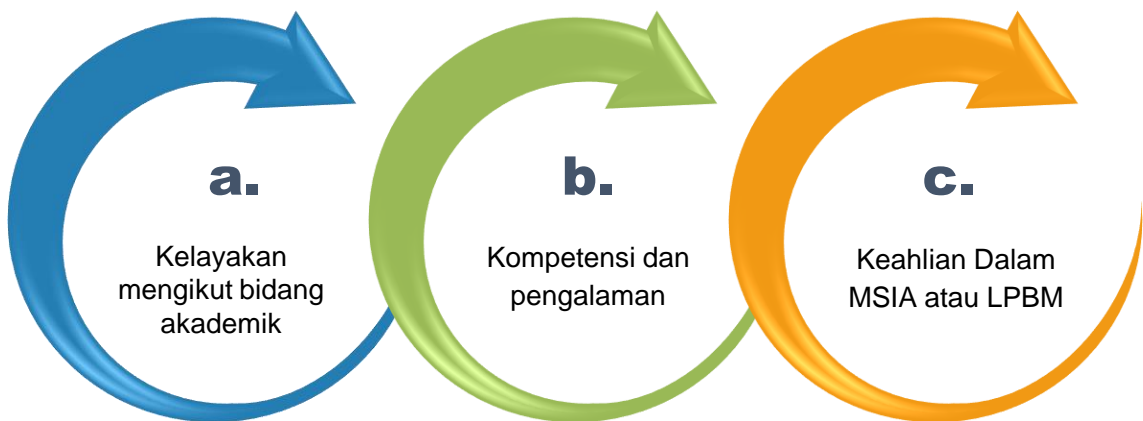 a.
Kelayakan
mengikut bidang
akademik
b.
Kompetensi dan
pengalaman
c.
Keahlian Dalam
MSIA atau LPBM